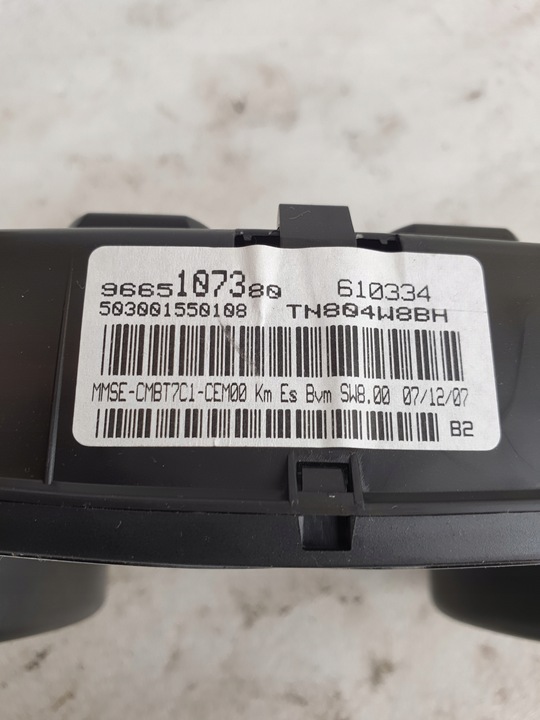 9665107380 610334
503001550108 TN804W8BH
MMSE-CMBT7C1-CEM00 Km Es Bvm SW8.00 07/12/07
B2